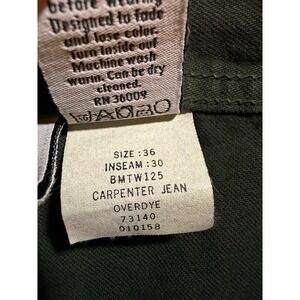 before wearing
Designed to fade
and lose color.
Turn Inside out
Machine wash
warm. Can be dry
cleaned.
RN 36009
SIZE:36
INSEAM:30
BMTW125
CARPENTER JEAN
OVERDYE
73140
010158